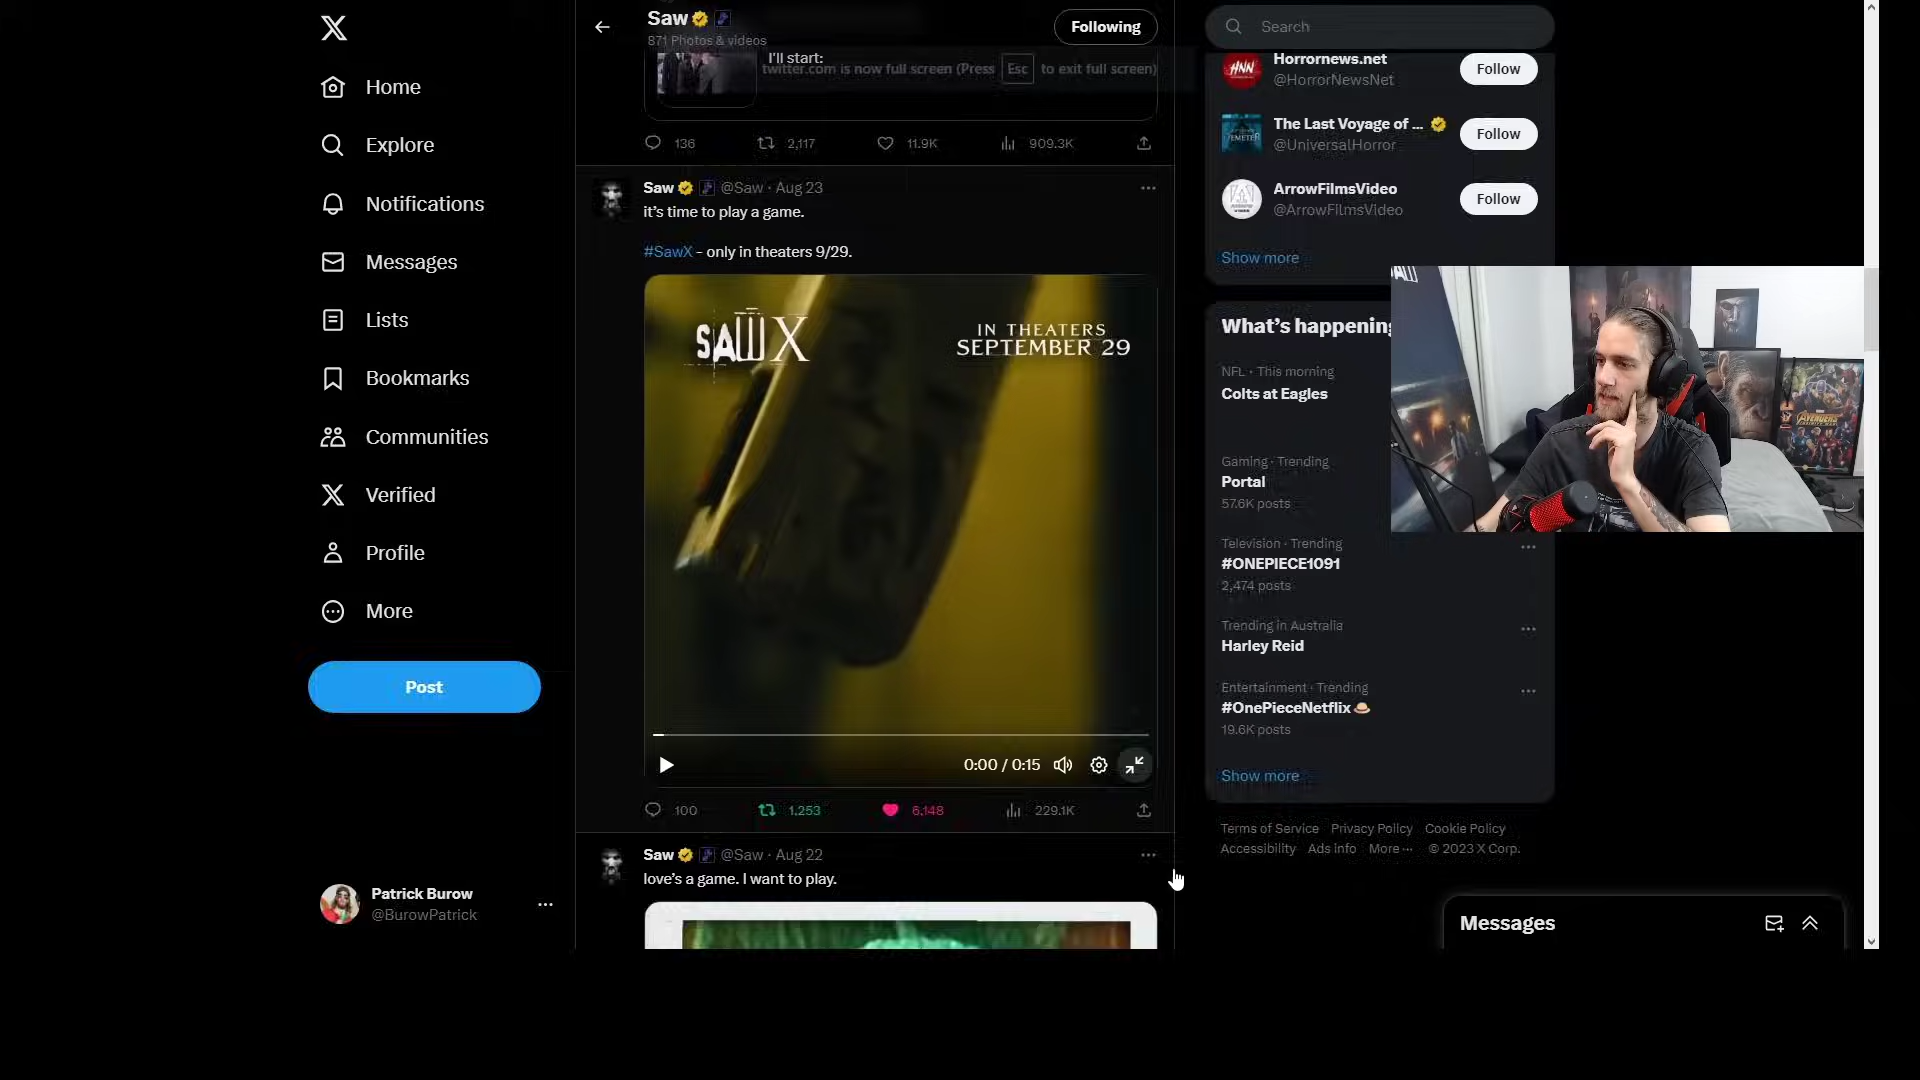 Saw
871 Photos & videos
Following
Search
Home
Explore
Notifications
Messages
Lists
Bookmarks
Communities
Verified
Profile
More
Post
Patrick Burow
@BurowPatrick
I'll start:
twitter.com is now full screen (Press Esc to exit full screen)
136 2,117 11.9K 909.3K
Saw @Saw · Aug 23
it's time to play a game.
#SawX - only in theaters 9/29.
SAW X
IN THEATERS
SEPTEMBER 29
0:00 / 0:15
100 1,253 6,148 229.1K
Saw @Saw · Aug 22
love's a game. I want to play.
HNN
Horrornews.net
@HorrorNewsNet
Follow
The Last Voyage of ...
@UniversalHorror
Follow
ArrowFilmsVideo
@ArrowFilmsVideo
Follow
Show more
What's happening
NFL · This morning
Colts at Eagles
Gaming · Trending
Portal
57.6K posts
Television · Trending
#ONEPIECE1091
2,474 posts
Trending in Australia
Harley Reid
Entertainment · Trending
#OnePieceNetflix
19.6K posts
Show more
Terms of Service Privacy Policy Cookie Policy
Accessibility Ads info More ··· © 2023 X Corp.
AVENGERS
Messages